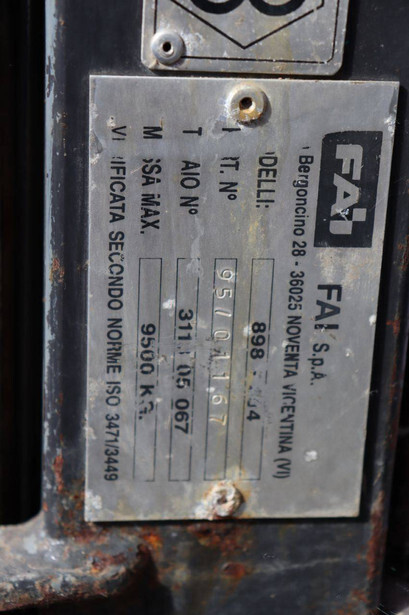 FAI
FAI S.p.A.
Bergoncino 28 - 36025 NOVENTA VICENTINA (VI)
DELLI: 898
T. N° 95/01167
T AIO N° 311 05 067
M SSA MAX. 9500 KG.
V IFICATA SECONDO NORME ISO 3471/3449